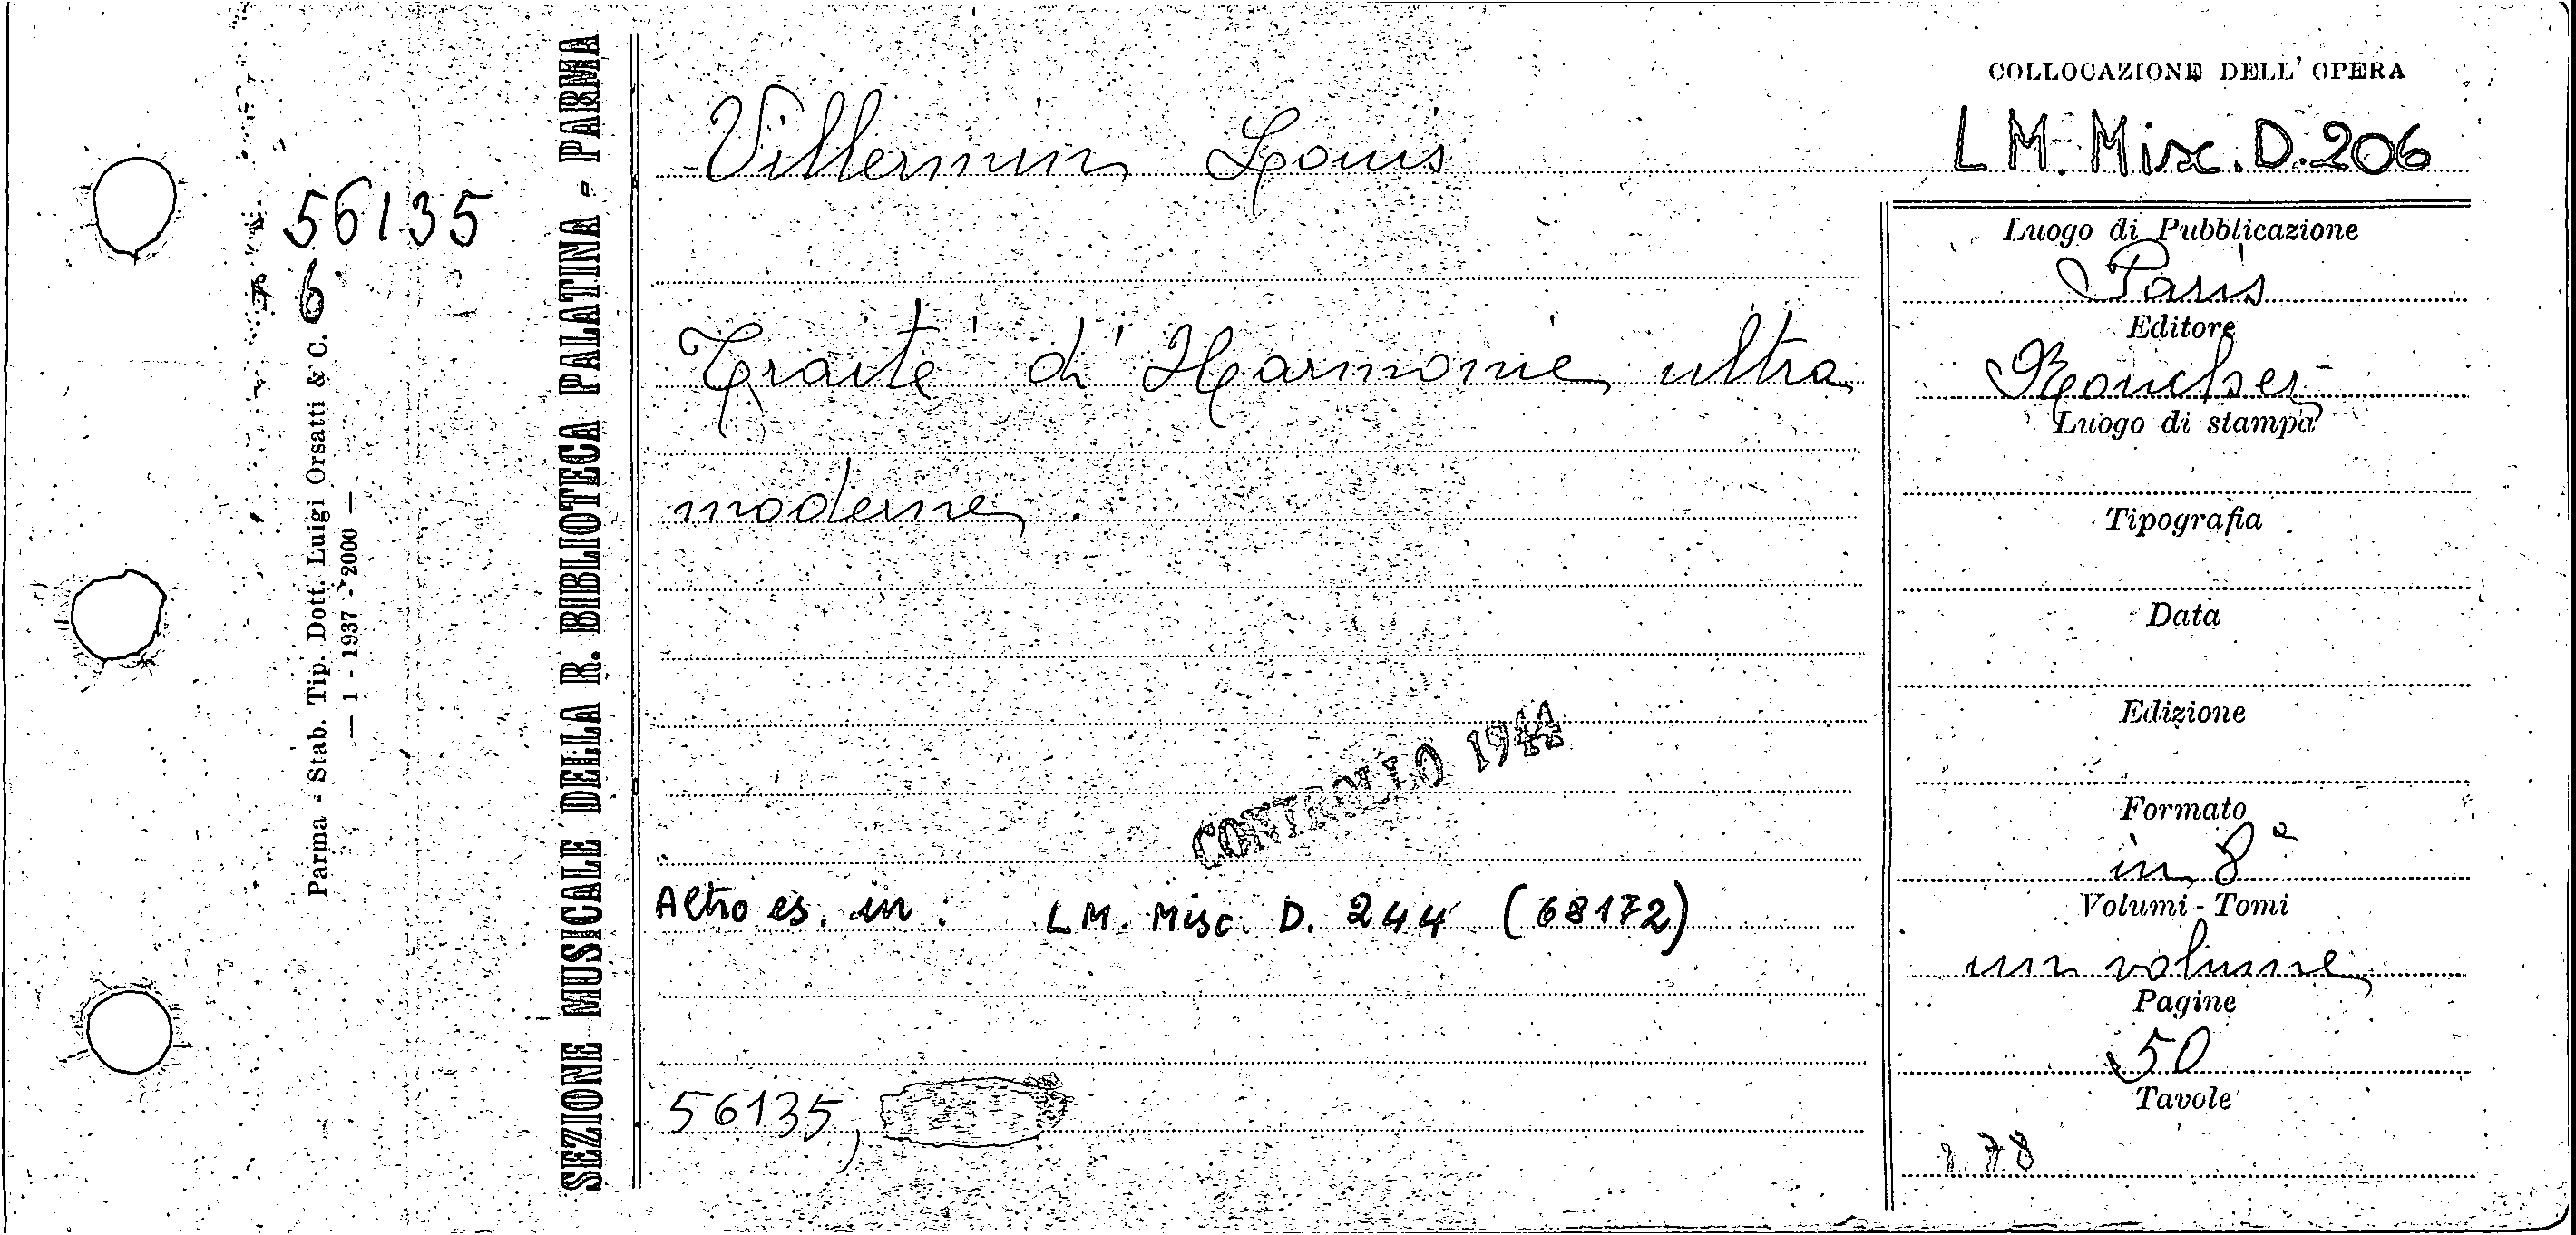 COLLOCAZIONE DELL' OPERA
LM. Misc. D. 206
Villermin Louis
Traité d'Harmonie ultra
moderne.
CONTROLLO 1944
Altro es. in : LM. Misc. D. 244 (68172)
56135,
Luogo di Pubblicazione
Paris
Editore
Roucher
Luogo di stampa
Tipografia
Data
Edizione
Formato
in 8°
Volumi - Tomi
un volume
Pagine
50
Tavole
56135
6
Parma - Stab. Tip. Dott. Luigi Orsatti & C.
— 1 - 1937 - 2000 —
SEZIONE MUSICALE DELLA R. BIBLIOTECA PALATINA - PARMA